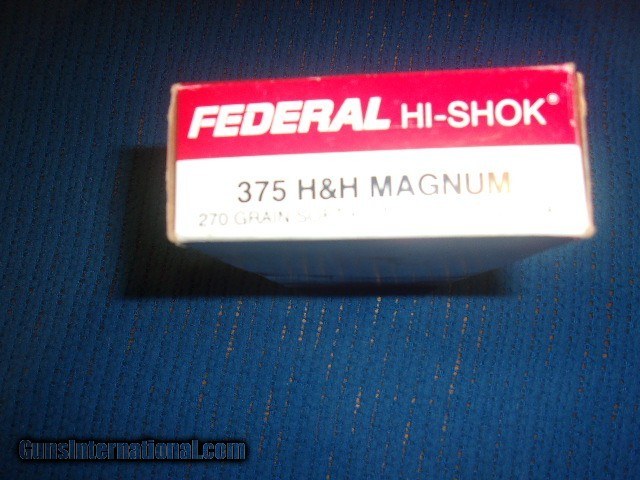 FEDERAL HI-SHOK®
375 H&H MAGNUM
270 GRAIN
GunsInternational.com